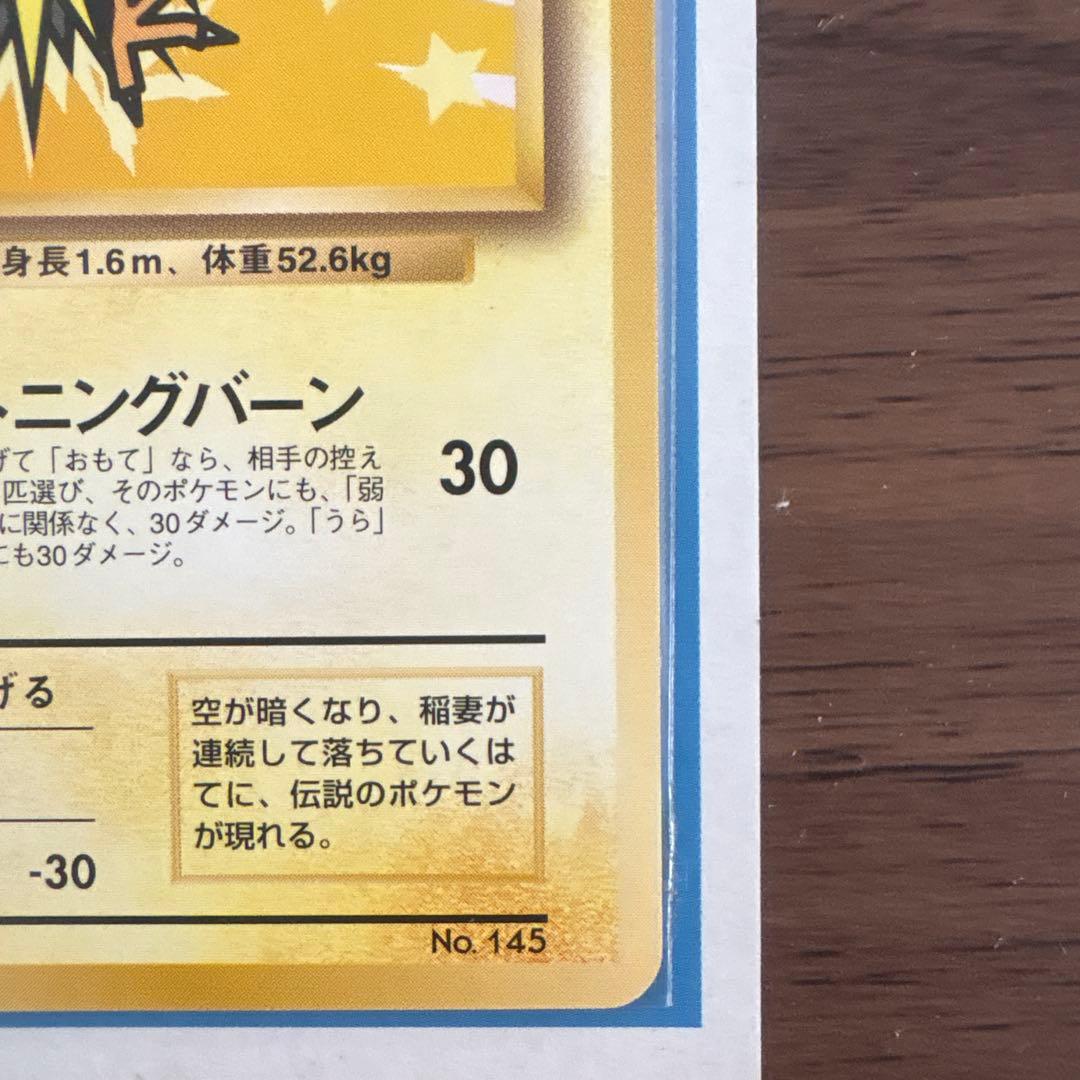 身長1.6m、体重52.6kg
ニングバーン
30
げて「おもて」なら、相手の控え
匹選び、そのポケモンにも、「弱
に関係なく、30ダメージ。「うら」
にも30ダメージ。
げる
空が暗くなり、稲妻が
連続して落ちていくは
てに、伝説のポケモン
が現れる。
-30
No. 145